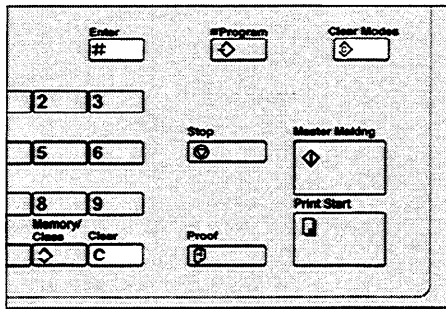 Enter #Program Clear Modes
#
2 3
Stop Master Making
5 6
8 9
Print Start
Memory/
Class Clear Proof
C